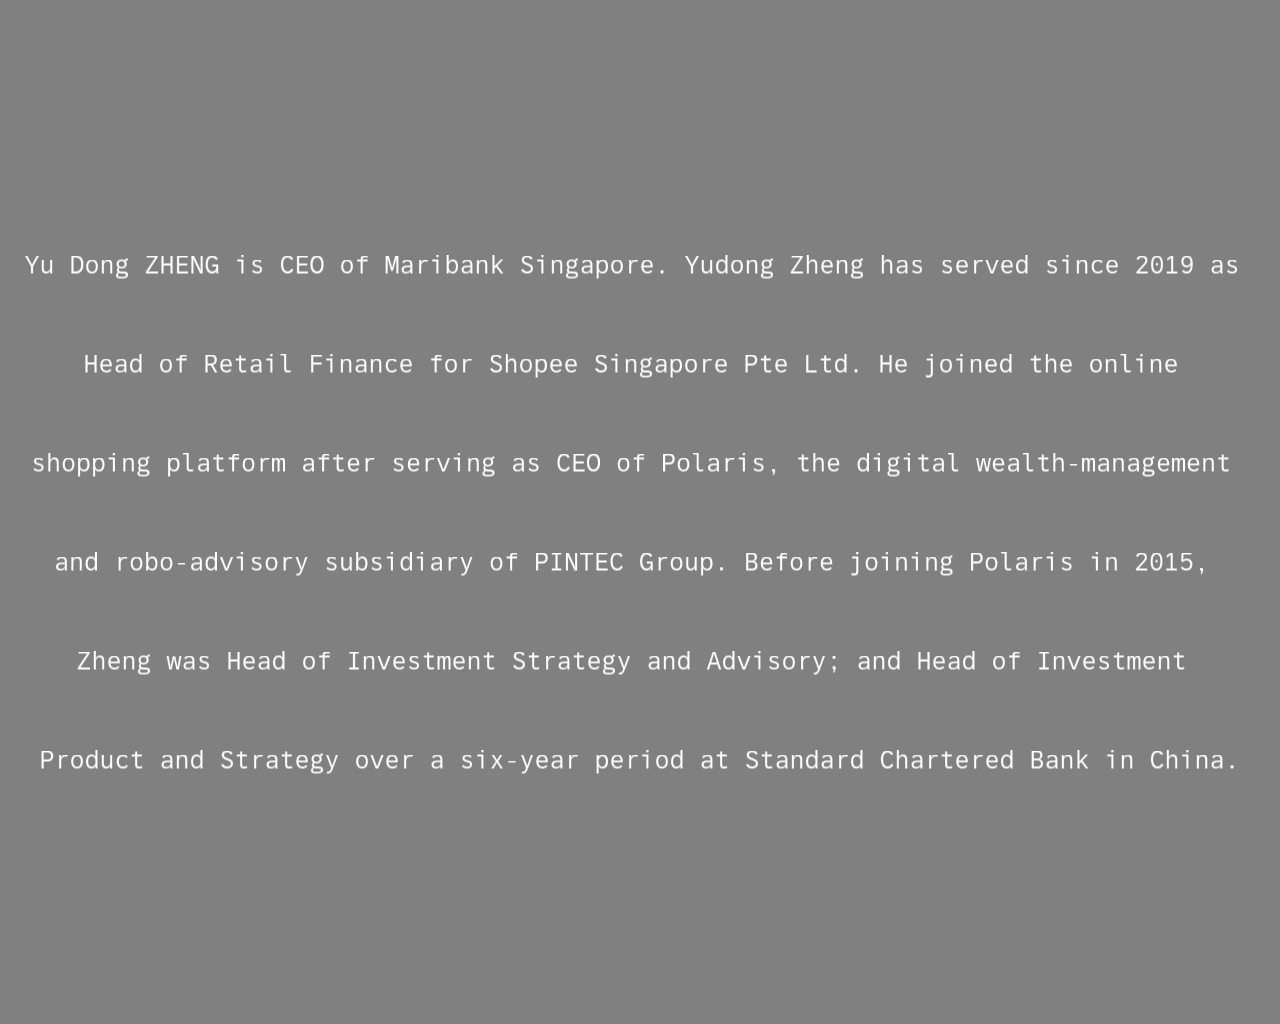 Yu Dong ZHENG is CEO of Maribank Singapore. Yudong Zheng has served since 2019 as
Head of Retail Finance for Shopee Singapore Pte Ltd. He joined the online
shopping platform after serving as CEO of Polaris, the digital wealth-management
and robo-advisory subsidiary of PINTEC Group. Before joining Polaris in 2015,
Zheng was Head of Investment Strategy and Advisory; and Head of Investment
Product and Strategy over a six-year period at Standard Chartered Bank in China.